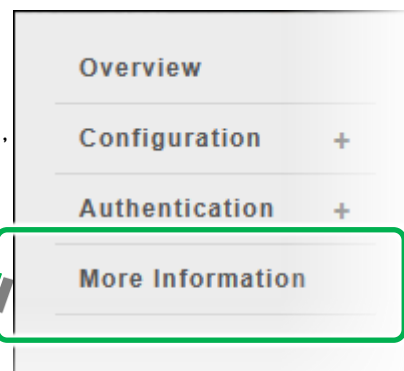 Overview
Configuration +
Authentication +
More Information